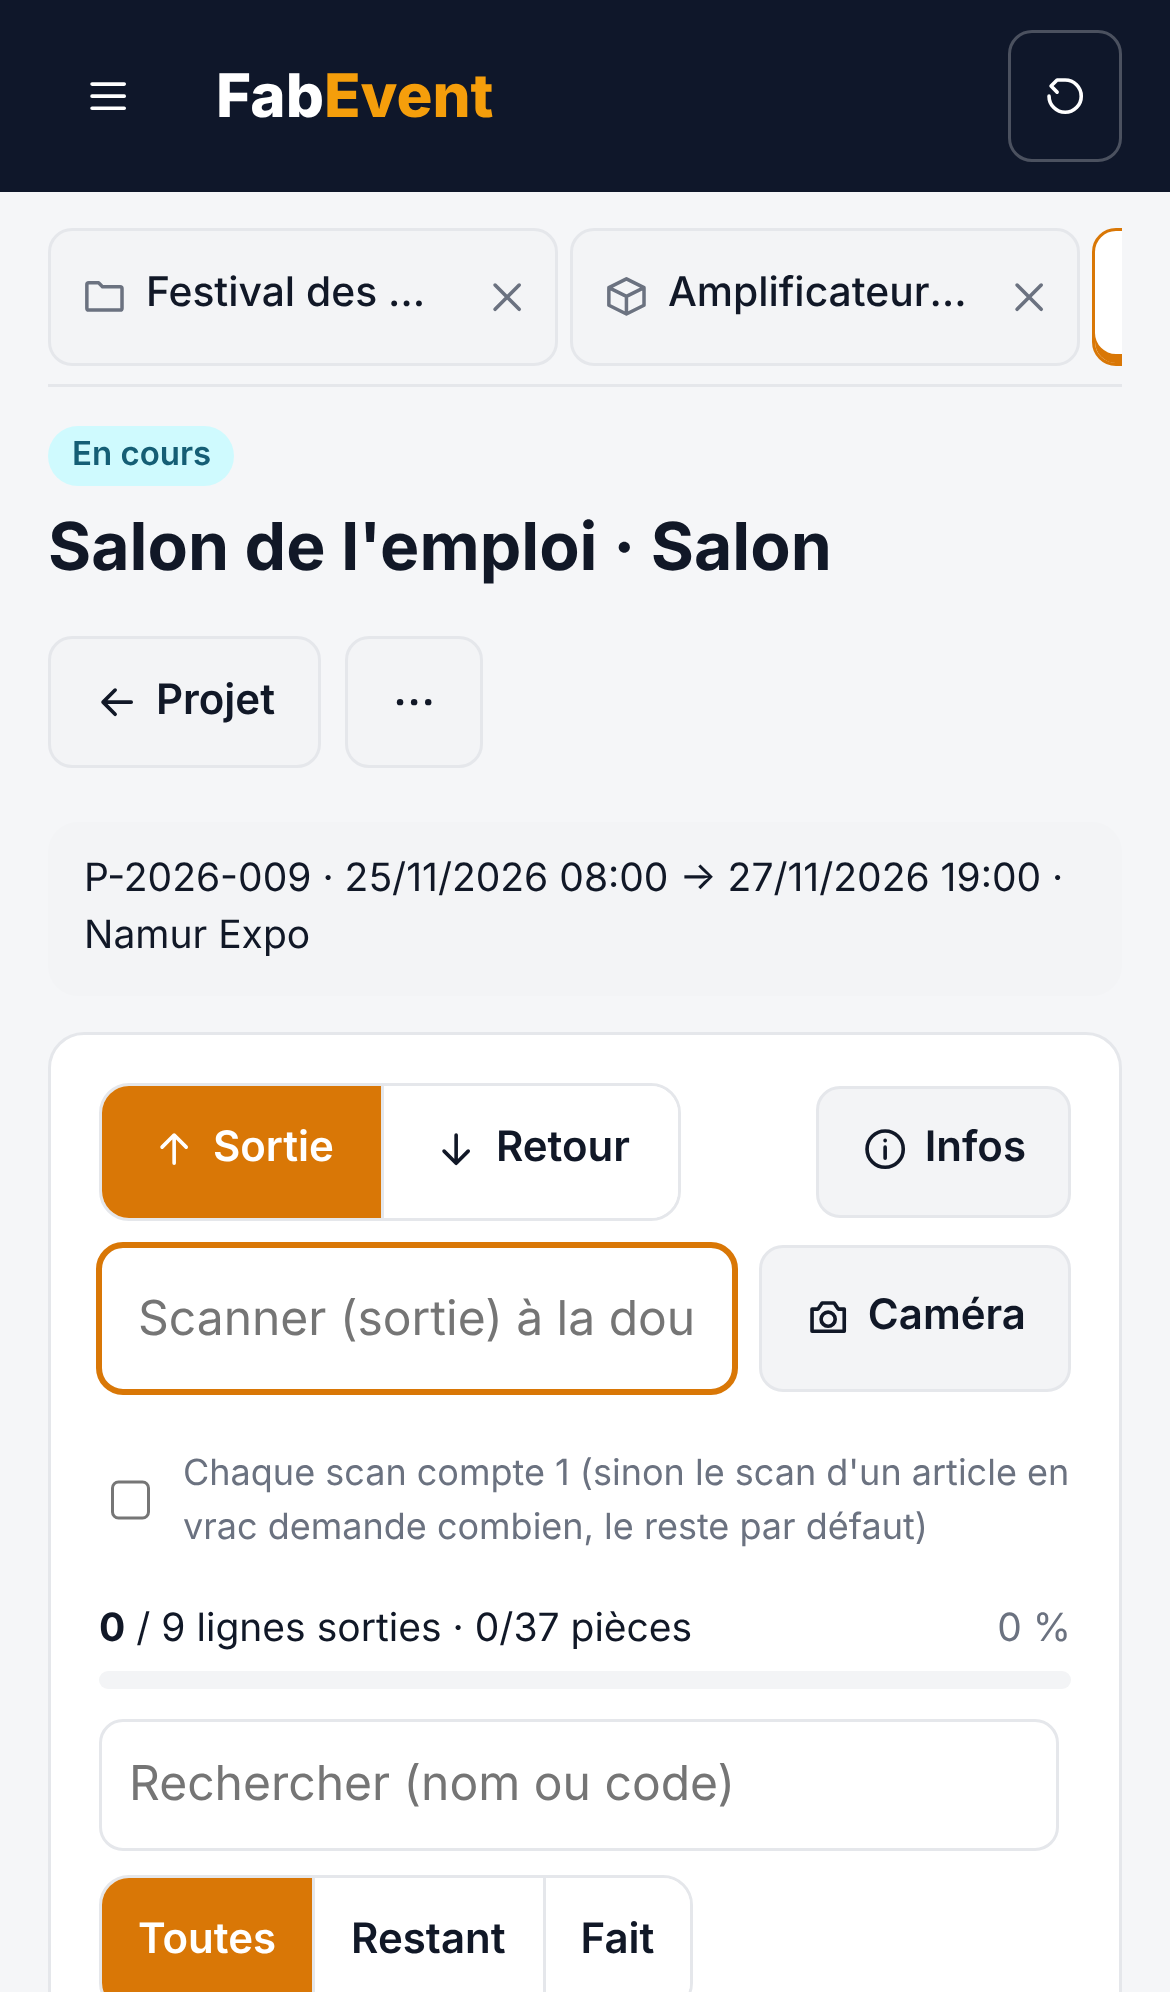 FabEvent
Festival des ...
Amplificateur...
En cours
Salon de l'emploi · Salon
← Projet
...
P-2026-009 · 25/11/2026 08:00 → 27/11/2026 19:00 ·
Namur Expo
↑ Sortie
↓ Retour
Infos
Scanner (sortie) à la dou
Caméra
Chaque scan compte 1 (sinon le scan d'un article en
vrac demande combien, le reste par défaut)
0 / 9 lignes sorties · 0/37 pièces
0 %
Rechercher (nom ou code)
Toutes
Restant
Fait